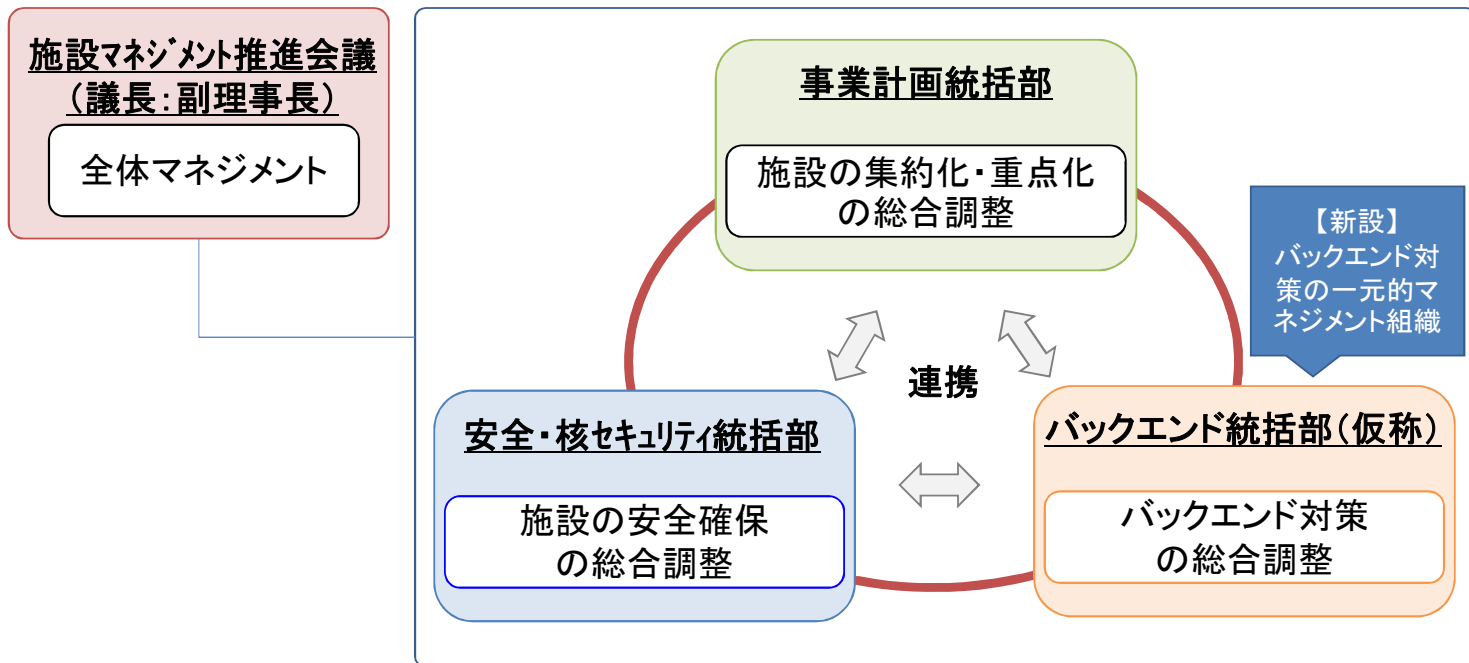 施設マネジメント推進会議
（議長：副理事長）
全体マネジメント
事業計画統括部
施設の集約化・重点化
の総合調整
【新設】
バックエンド対
策の一元的マ
ネジメント組織
連携
安全・核セキュリティ統括部
施設の安全確保
の総合調整
バックエンド統括部（仮称）
バックエンド対策
の総合調整